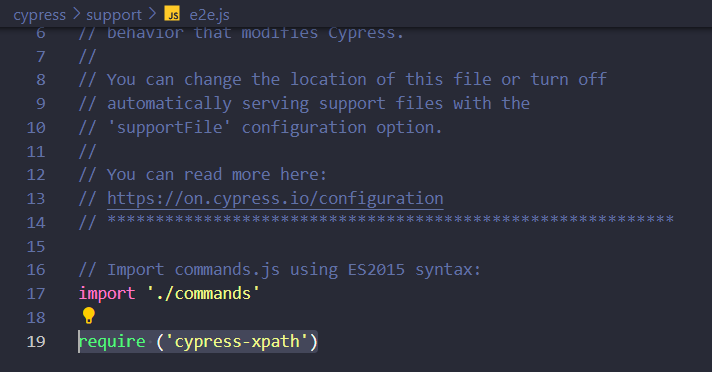 cypress > support > JS e2e.js
6 // behavior that modifies Cypress.
7 //
8 // You can change the location of this file or turn off
9 // automatically serving support files with the
10 // 'supportFile' configuration option.
11 //
12 // You can read more here:
13 // https://on.cypress.io/configuration
14 // ***********************************************************
15
16 // Import commands.js using ES2015 syntax:
17 import './commands'
18
19 require ('cypress-xpath')